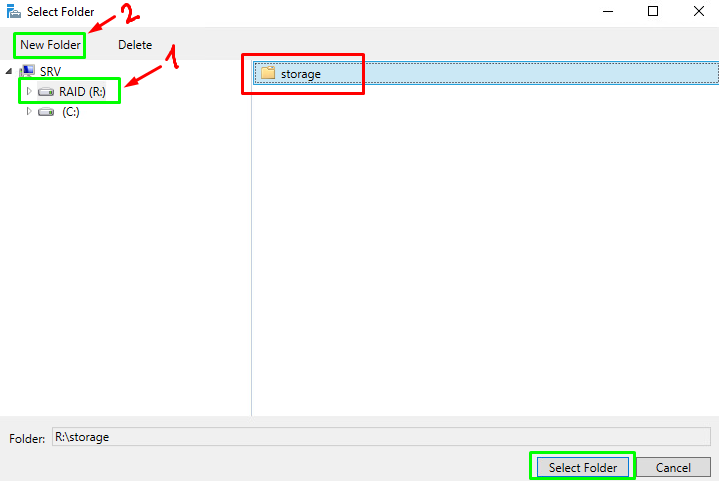 Select Folder
2
New Folder Delete
1
SRV
storage
RAID (R:)
(C:)
Folder: R:\storage
Select Folder Cancel